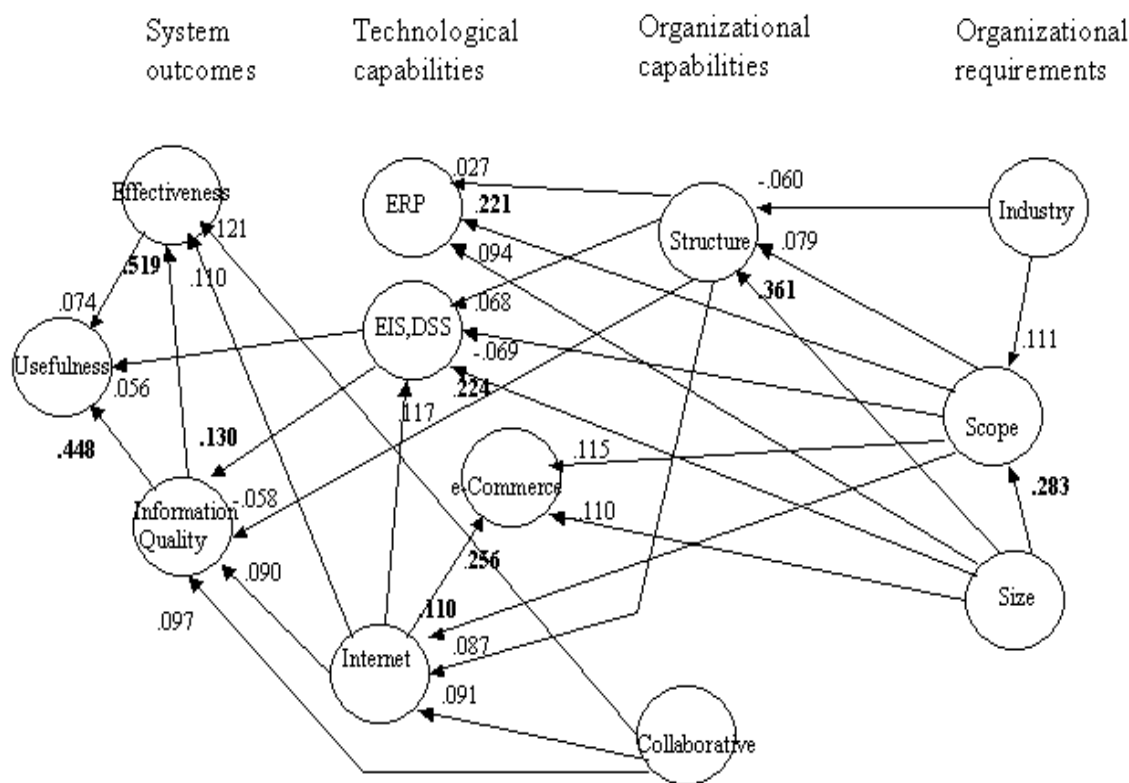 System outcomes
Technological capabilities
Organizational capabilities
Organizational requirements
Effectiveness
ERP
Structure
Industry
.027
-.060
.221
.121
.094
.079
.519
.110
.361
.074
.068
EIS,DSS
Usefulness
-.069
.111
.056
.224
.117
Scope
.448
.130
.115
e-Commerce
-.058
.283
Information Quality
.110
.256
.090
Size
.097
.110
.087
Internet
.091
Collaborative